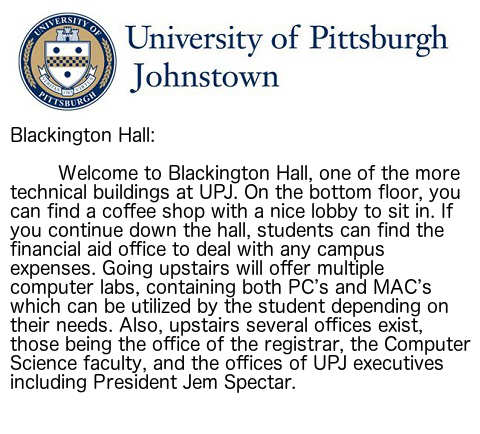 UNIVERSITY OF
PITTSBURGH
University of Pittsburgh
Johnstown
Blackington Hall:
Welcome to Blackington Hall, one of the more
technical buildings at UPJ. On the bottom floor, you
can find a coffee shop with a nice lobby to sit in. If
you continue down the hall, students can find the
financial aid office to deal with any campus
expenses. Going upstairs will offer multiple
computer labs, containing both PC's and MAC's
which can be utilized by the student depending on
their needs. Also, upstairs several offices exist,
those being the office of the registrar, the Computer
Science faculty, and the offices of UPJ executives
including President Jem Spectar.